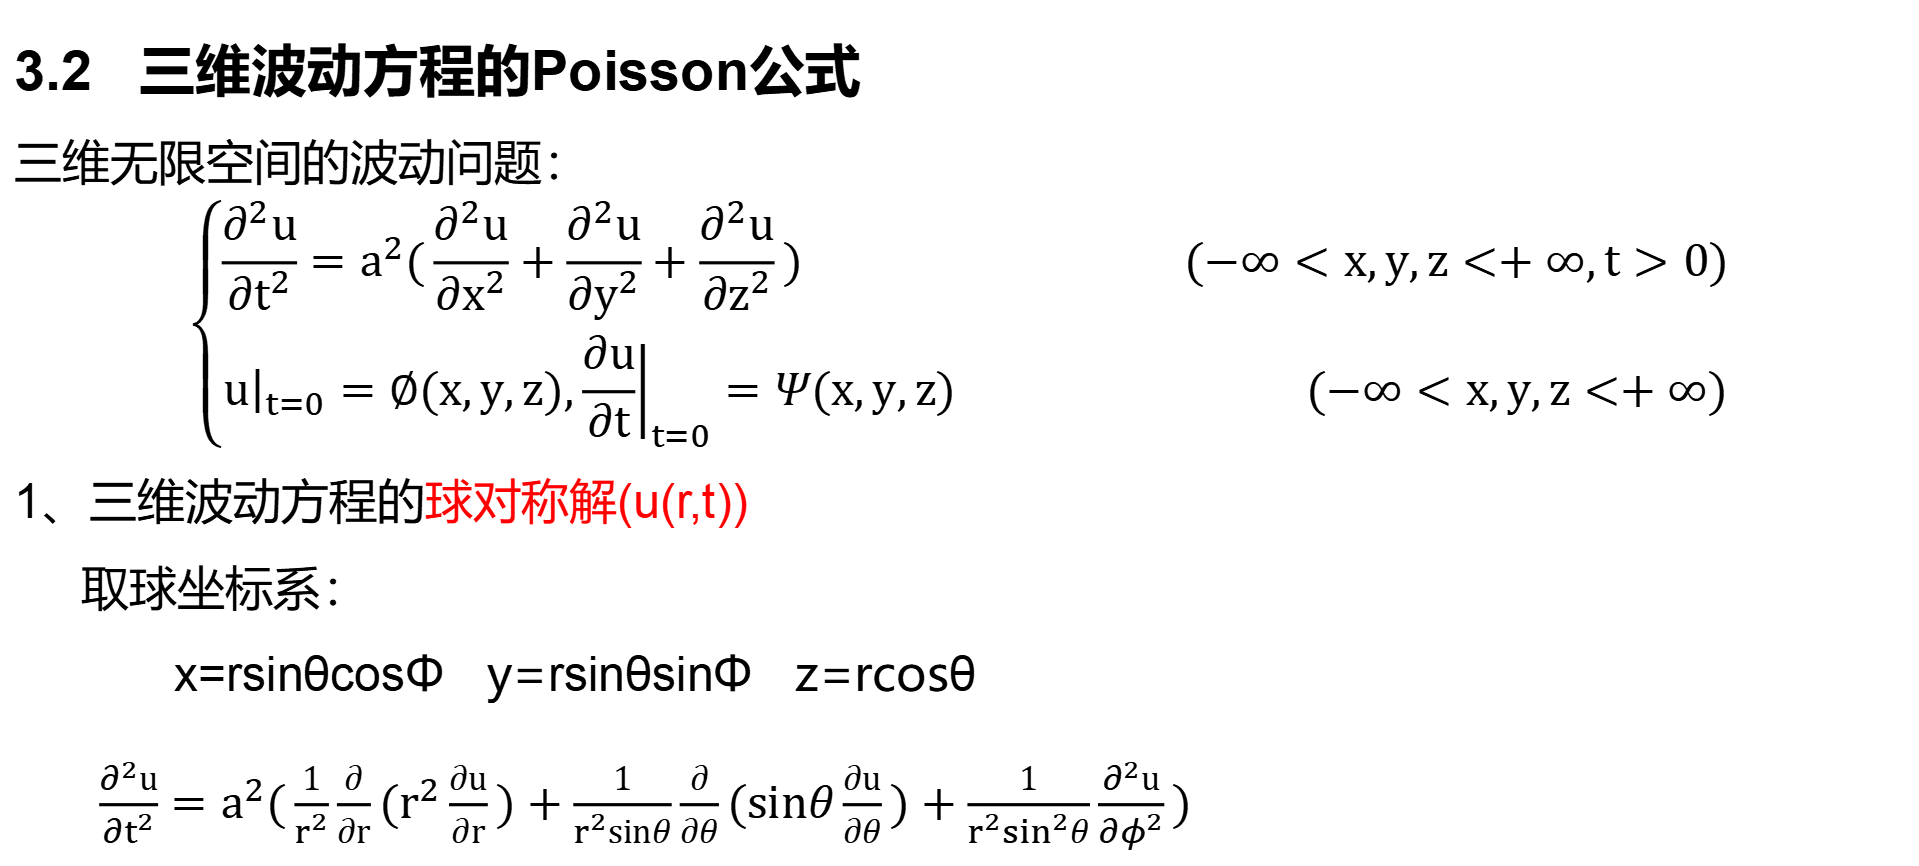 3.2 三维波动方程的Poisson公式
三维无限空间的波动问题：
∂²u/∂t² = a²(∂²u/∂x² + ∂²u/∂y² + ∂²u/∂z²) (−∞ < x, y, z <+ ∞, t > 0)
u|t=0 = ∅(x, y, z), ∂u/∂t|t=0 = Ψ(x, y, z) (−∞ < x, y, z <+ ∞)
1、三维波动方程的球对称解(u(r,t))
取球坐标系：
x=rsinθcosΦ y=rsinθsinΦ z=rcosθ
∂²u/∂t² = a²(1/r² ∂/∂r (r² ∂u/∂r) + 1/r²sinθ ∂/∂θ (sinθ ∂u/∂θ) + 1/r²sin²θ ∂²u/∂ϕ²)